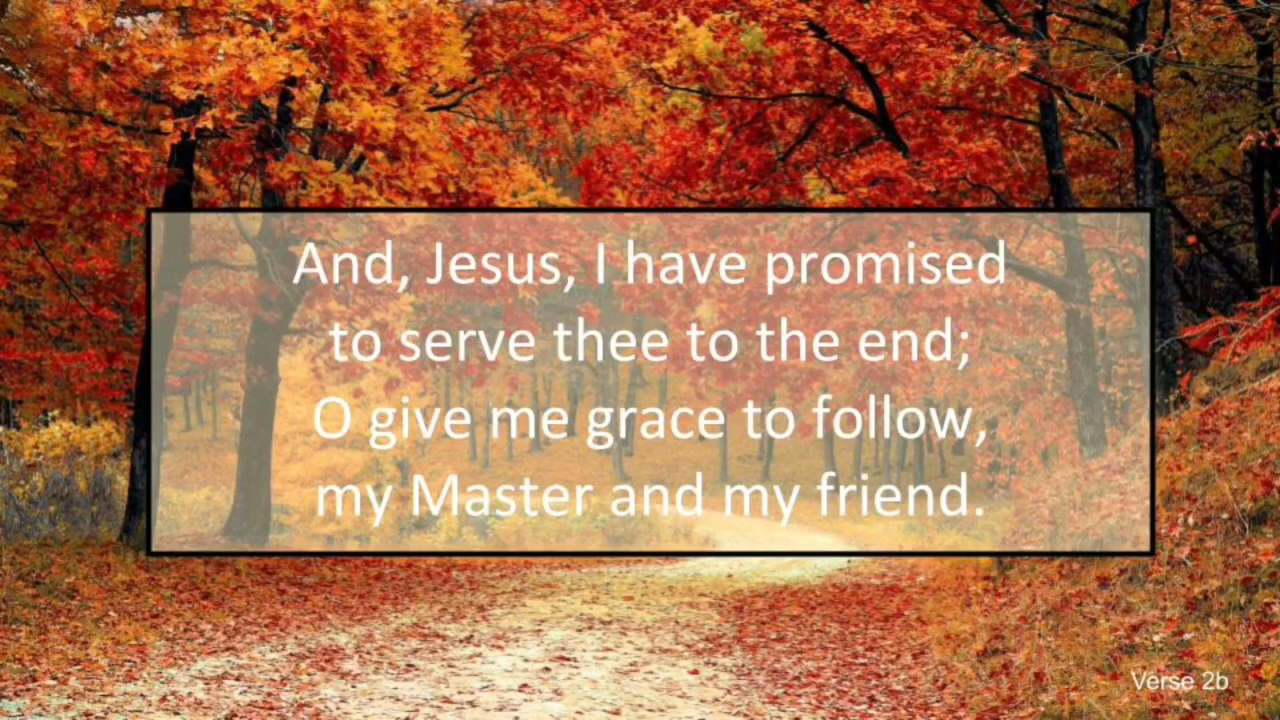 And, Jesus, I have promised
to serve thee to the end;
O give me grace to follow,
my Master and my friend.
Verse 2b